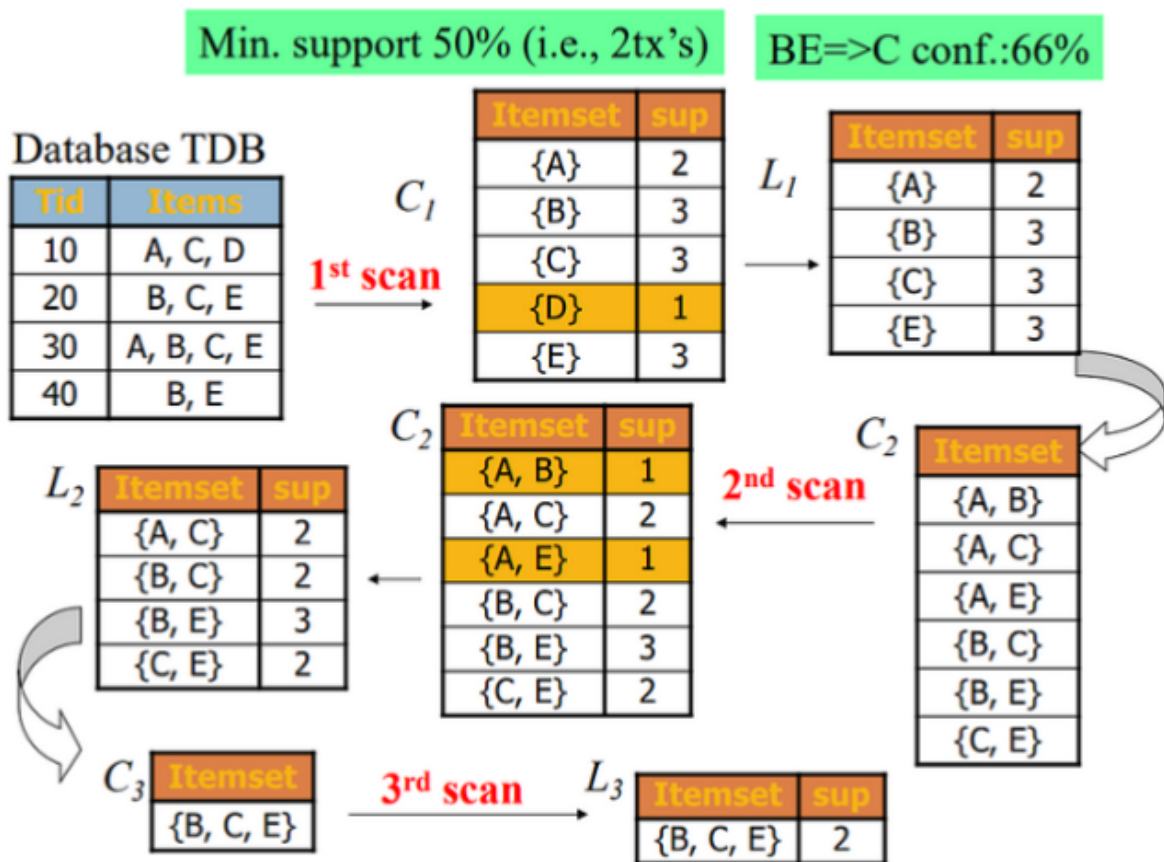 Min. support 50% (i.e., 2tx's)
BE=>C conf.:66%
Database TDB
Tid Items
10 A, C, D
20 B, C, E
30 A, B, C, E
40 B, E
1st scan
C1
Itemset sup
{A} 2
{B} 3
{C} 3
{D} 1
{E} 3
L1
Itemset sup
{A} 2
{B} 3
{C} 3
{E} 3
C2
Itemset
{A, B}
{A, C}
{A, E}
{B, C}
{B, E}
{C, E}
2nd scan
C2
Itemset sup
{A, B} 1
{A, C} 2
{A, E} 1
{B, C} 2
{B, E} 3
{C, E} 2
L2
Itemset sup
{A, C} 2
{B, C} 2
{B, E} 3
{C, E} 2
C3
Itemset
{B, C, E}
3rd scan
L3
Itemset sup
{B, C, E} 2